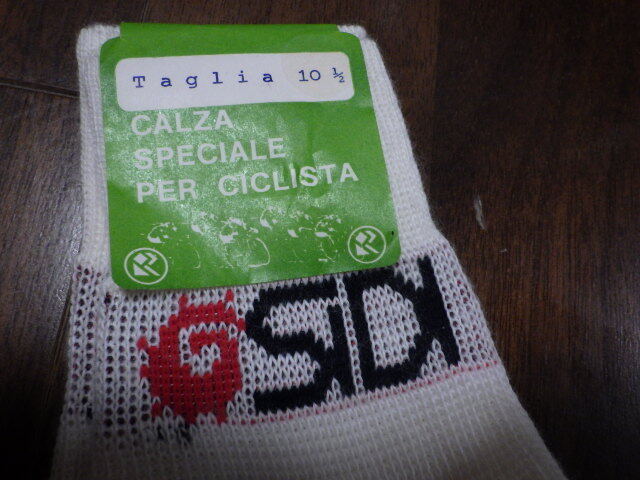 Taglia 10 ½
CALZA
SPECIALE
PER CICLISTA
SIDI